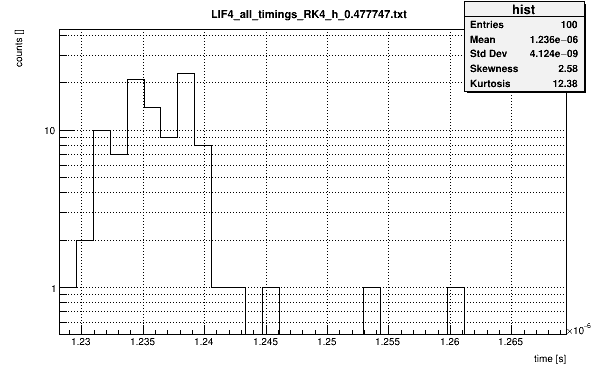 LIF4_all_timings_RK4_h_0.477747.txt
hist
Entries 100
Mean 1.236e−06
Std Dev 4.124e−09
Skewness 2.58
Kurtosis 12.38
counts []
10
1
1.23 1.235 1.24 1.245 1.25 1.255 1.26 1.265
×10⁻⁶
time [s]